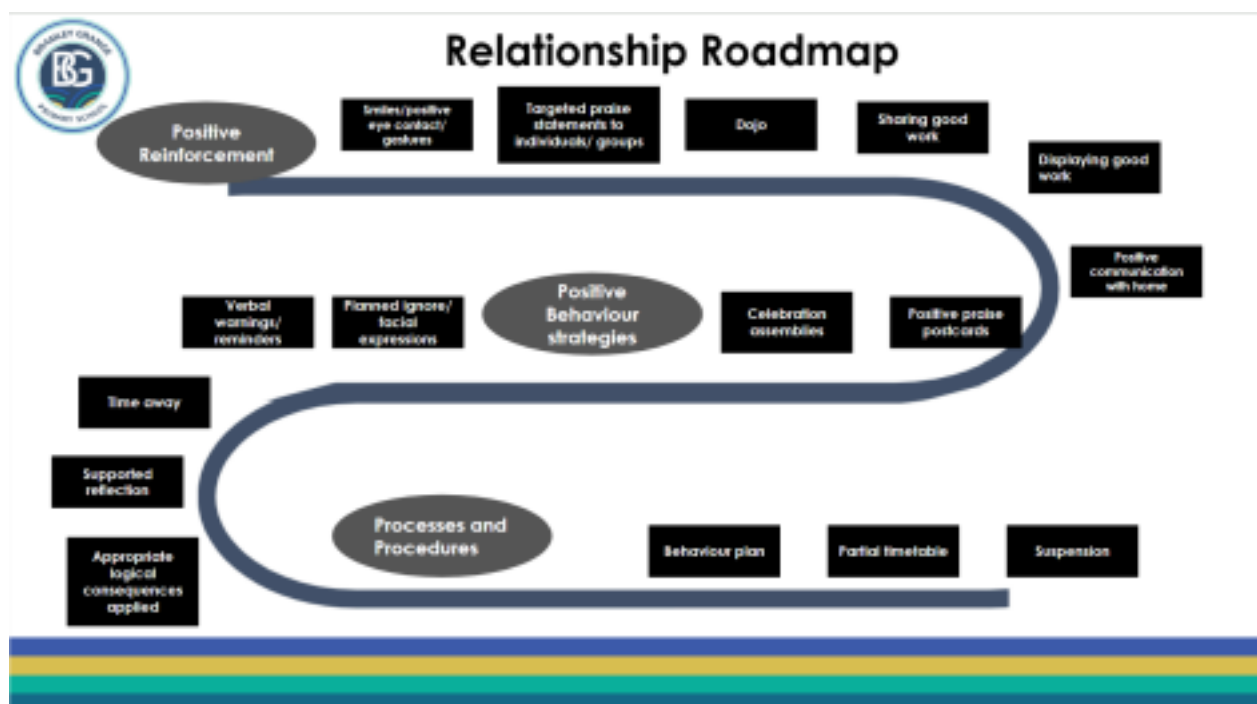 Relationship Roadmap
BG
PRIMARY SCHOOL
Positive
Reinforcement
Smiles/positive
eye contact/
gestures
Targeted praise
statements to
individuals/ groups
Dojo
Sharing good
work
Displaying good
work
Positive
communication
with home
Positive praise
postcards
Celebration
assemblies
Positive
Behaviour
strategies
Planned ignore/
facial
expressions
Verbal
warnings/
reminders
Time away
Supported
reflection
Appropriate
logical
consequences
applied
Processes and
Procedures
Behaviour plan
Partial timetable
Suspension